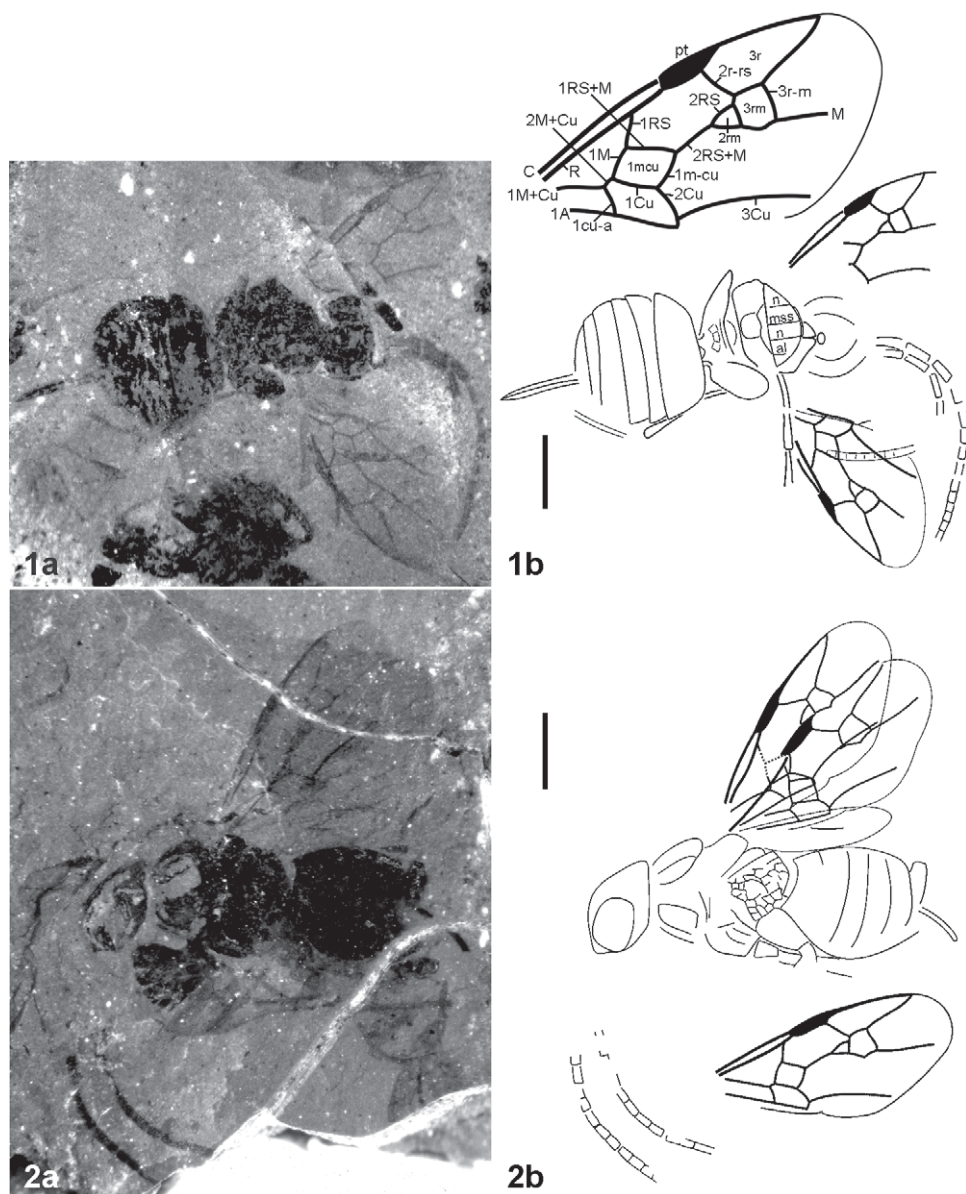 pt
3r
2r-rs
1RS+M
3r-m
2RS
3rm
2M+Cu
1RS
M
2rm
1M
2RS+M
C
R
1mcu
1m-cu
1M+Cu
1Cu
2Cu
1A
3Cu
1cu-a
n
mss
n
al
1a
1b
2a
2b